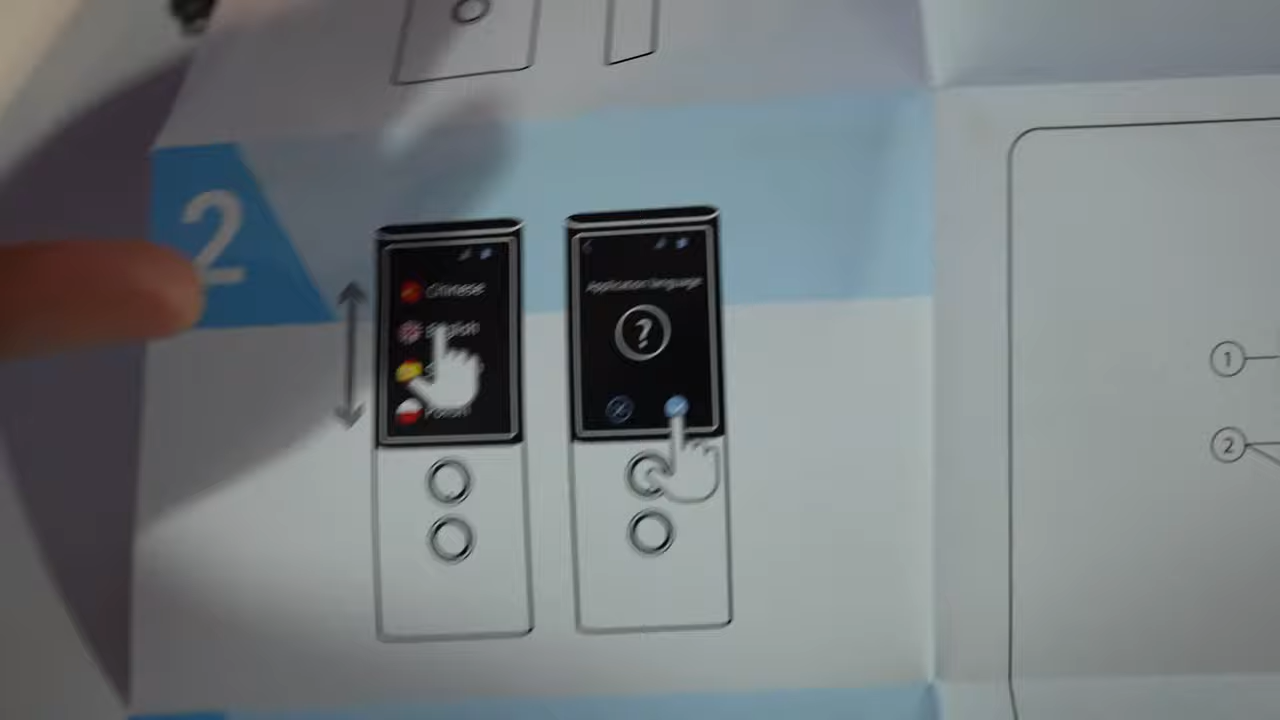 2
Chinese
English
Polish
Application language
?
1
2